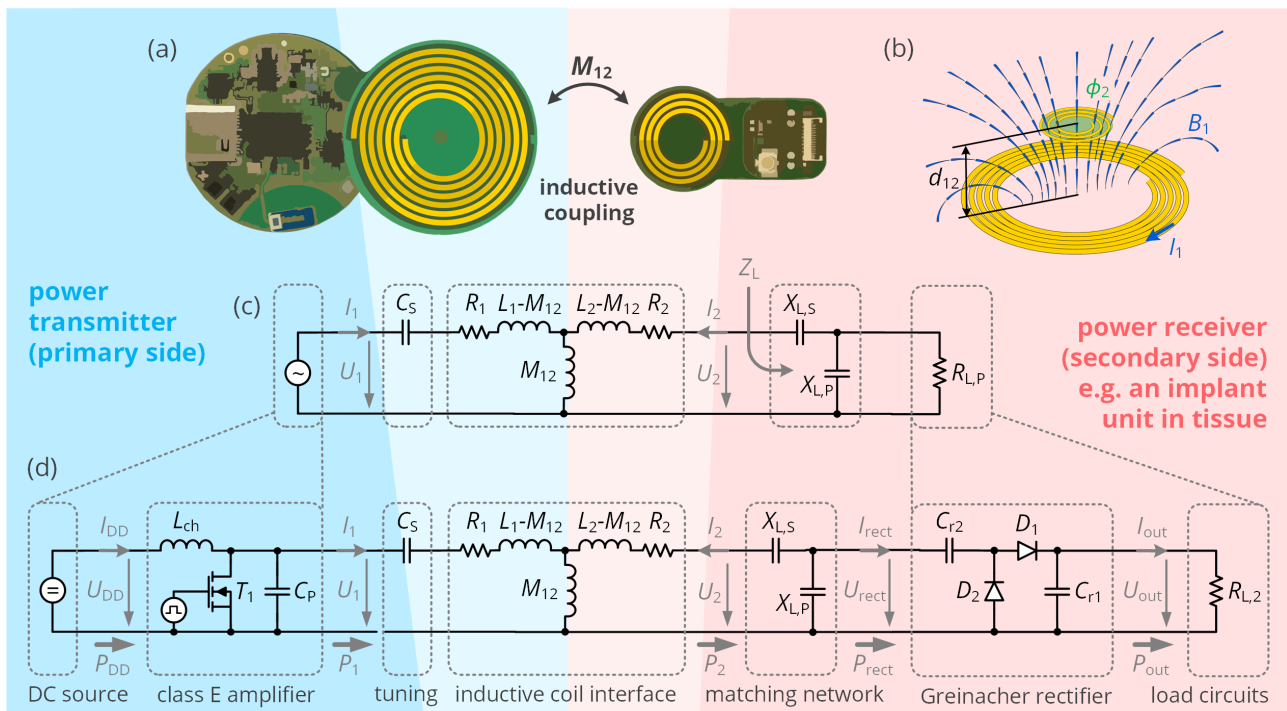 (a)
M12
inductive
coupling
(b)
ϕ2
B1
d12
I1
power
transmitter
(primary side)
(c)
I1
CS
R1 L1-M12 L2-M12 R2
I2
ZL
XL,S
U1
M12
U2
XL,P
RL,P
power receiver
(secondary side)
e.g. an implant
unit in tissue
(d)
IDD
Lch
I1
CS
R1 L1-M12 L2-M12 R2
I2
XL,S
Irect
Cr2
D1
Iout
UDD
T1
CP
U1
M12
U2
XL,P
Urect
D2
Cr1
Uout
RL,2
PDD
P1
P2
Prect
Pout
DC source
class E amplifier
tuning
inductive coil interface
matching network
Greinacher rectifier
load circuits